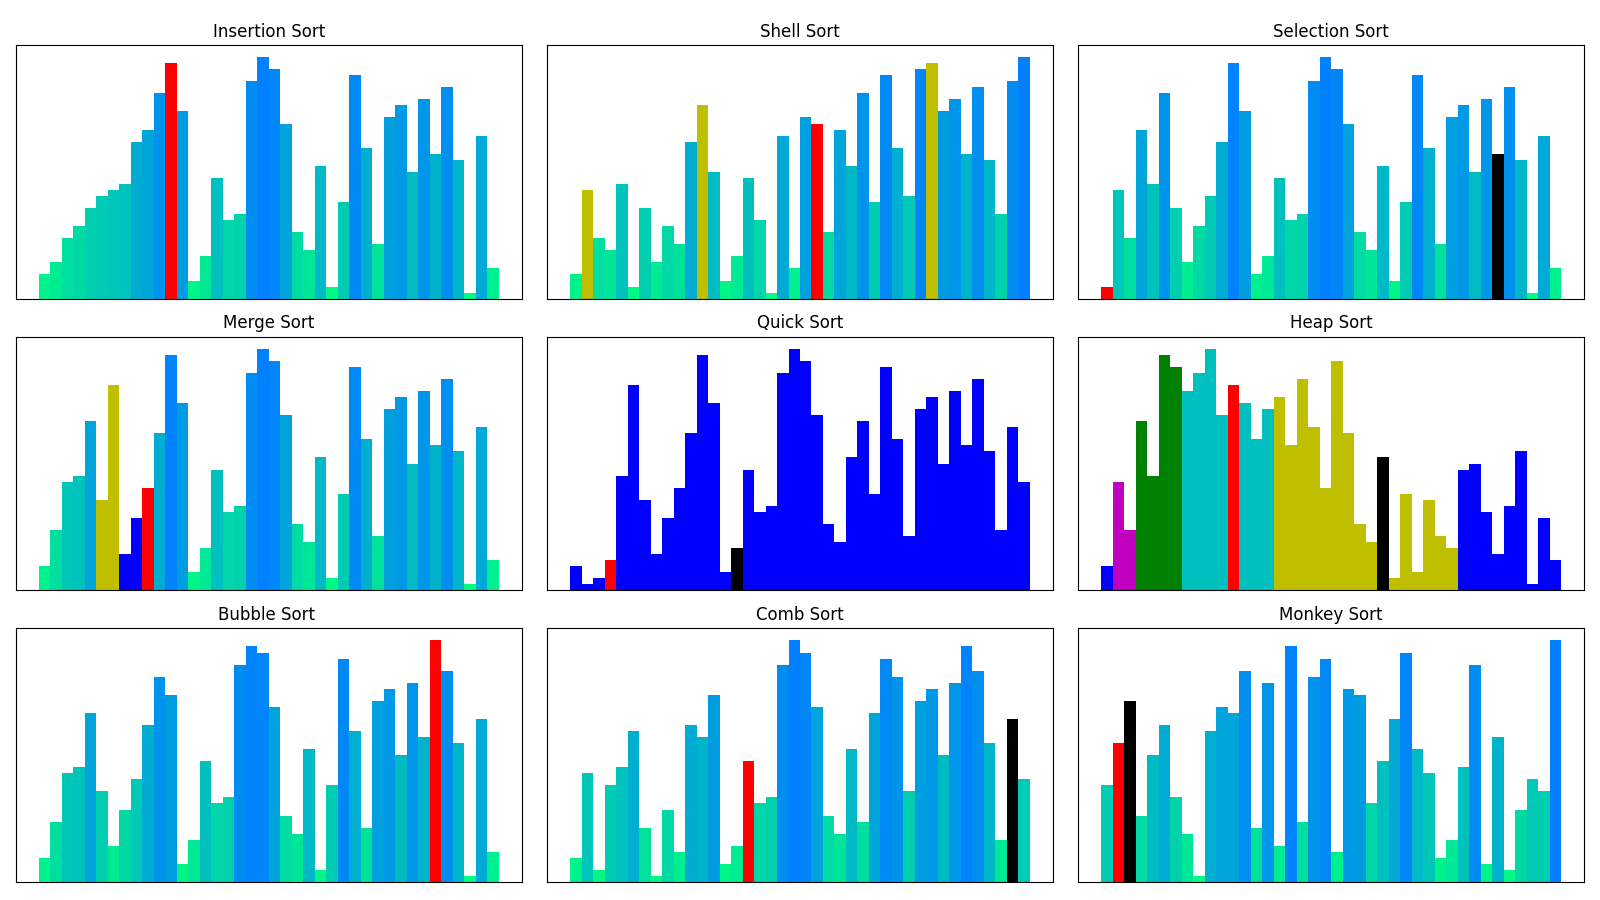 Insertion Sort
Shell Sort
Selection Sort
Merge Sort
Quick Sort
Heap Sort
Bubble Sort
Comb Sort
Monkey Sort